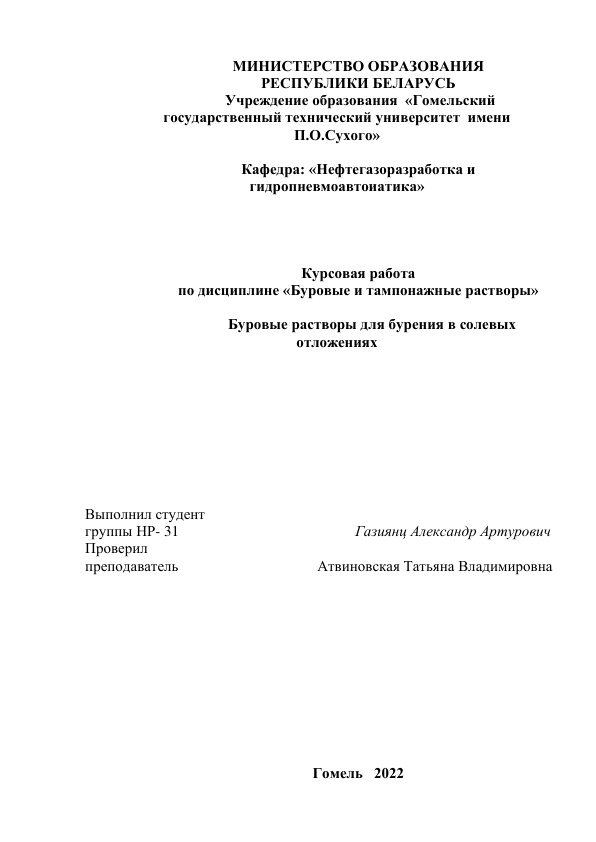 МИНИСТЕРСТВО ОБРАЗОВАНИЯ
РЕСПУБЛИКИ БЕЛАРУСЬ
Учреждение образования «Гомельский
государственный технический университет имени
П.О.Сухого»
Кафедра: «Нефтегазоразработка и
гидропневмоавтоиатика»
Курсовая работа
по дисциплине «Буровые и тампонажные растворы»
Буровые растворы для бурения в солевых
отложениях
Выполнил студент
группы НР- 31 Газиянц Александр Артурович
Проверил
преподаватель Атвиновская Татьяна Владимировна
Гомель 2022